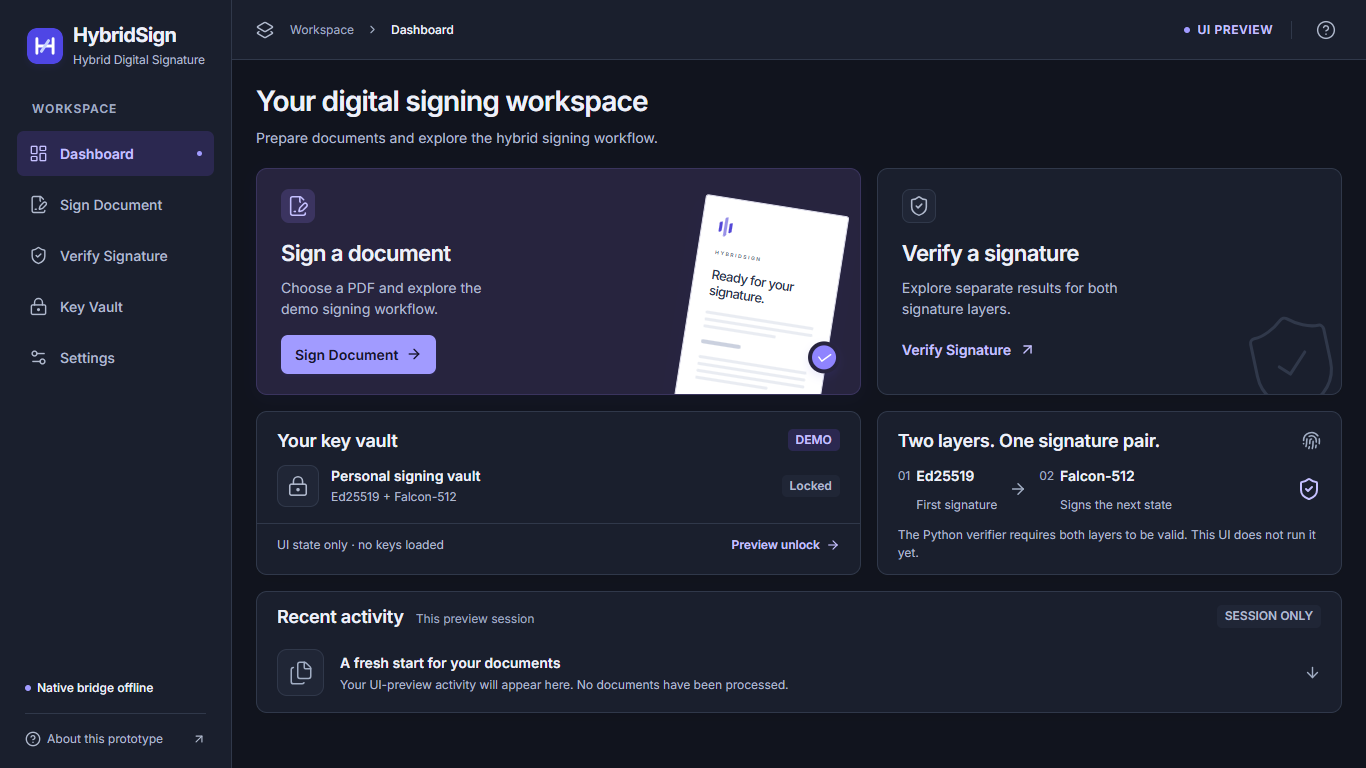 HybridSign
Hybrid Digital Signature
WORKSPACE
Dashboard
Sign Document
Verify Signature
Key Vault
Settings
Native bridge offline
About this prototype
Workspace
Dashboard
UI PREVIEW
Your digital signing workspace
Prepare documents and explore the hybrid signing workflow.
Sign a document
Choose a PDF and explore the
demo signing workflow.
Sign Document
HYBRIDSIGN
Ready for your
signature.
Verify a signature
Explore separate results for both
signature layers.
Verify Signature
Your key vault
DEMO
Personal signing vault
Ed25519 + Falcon-512
Locked
UI state only · no keys loaded
Preview unlock
Two layers. One signature pair.
01 Ed25519
First signature
02 Falcon-512
Signs the next state
The Python verifier requires both layers to be valid. This UI does not run it
yet.
Recent activity
This preview session
SESSION ONLY
A fresh start for your documents
Your UI-preview activity will appear here. No documents have been processed.